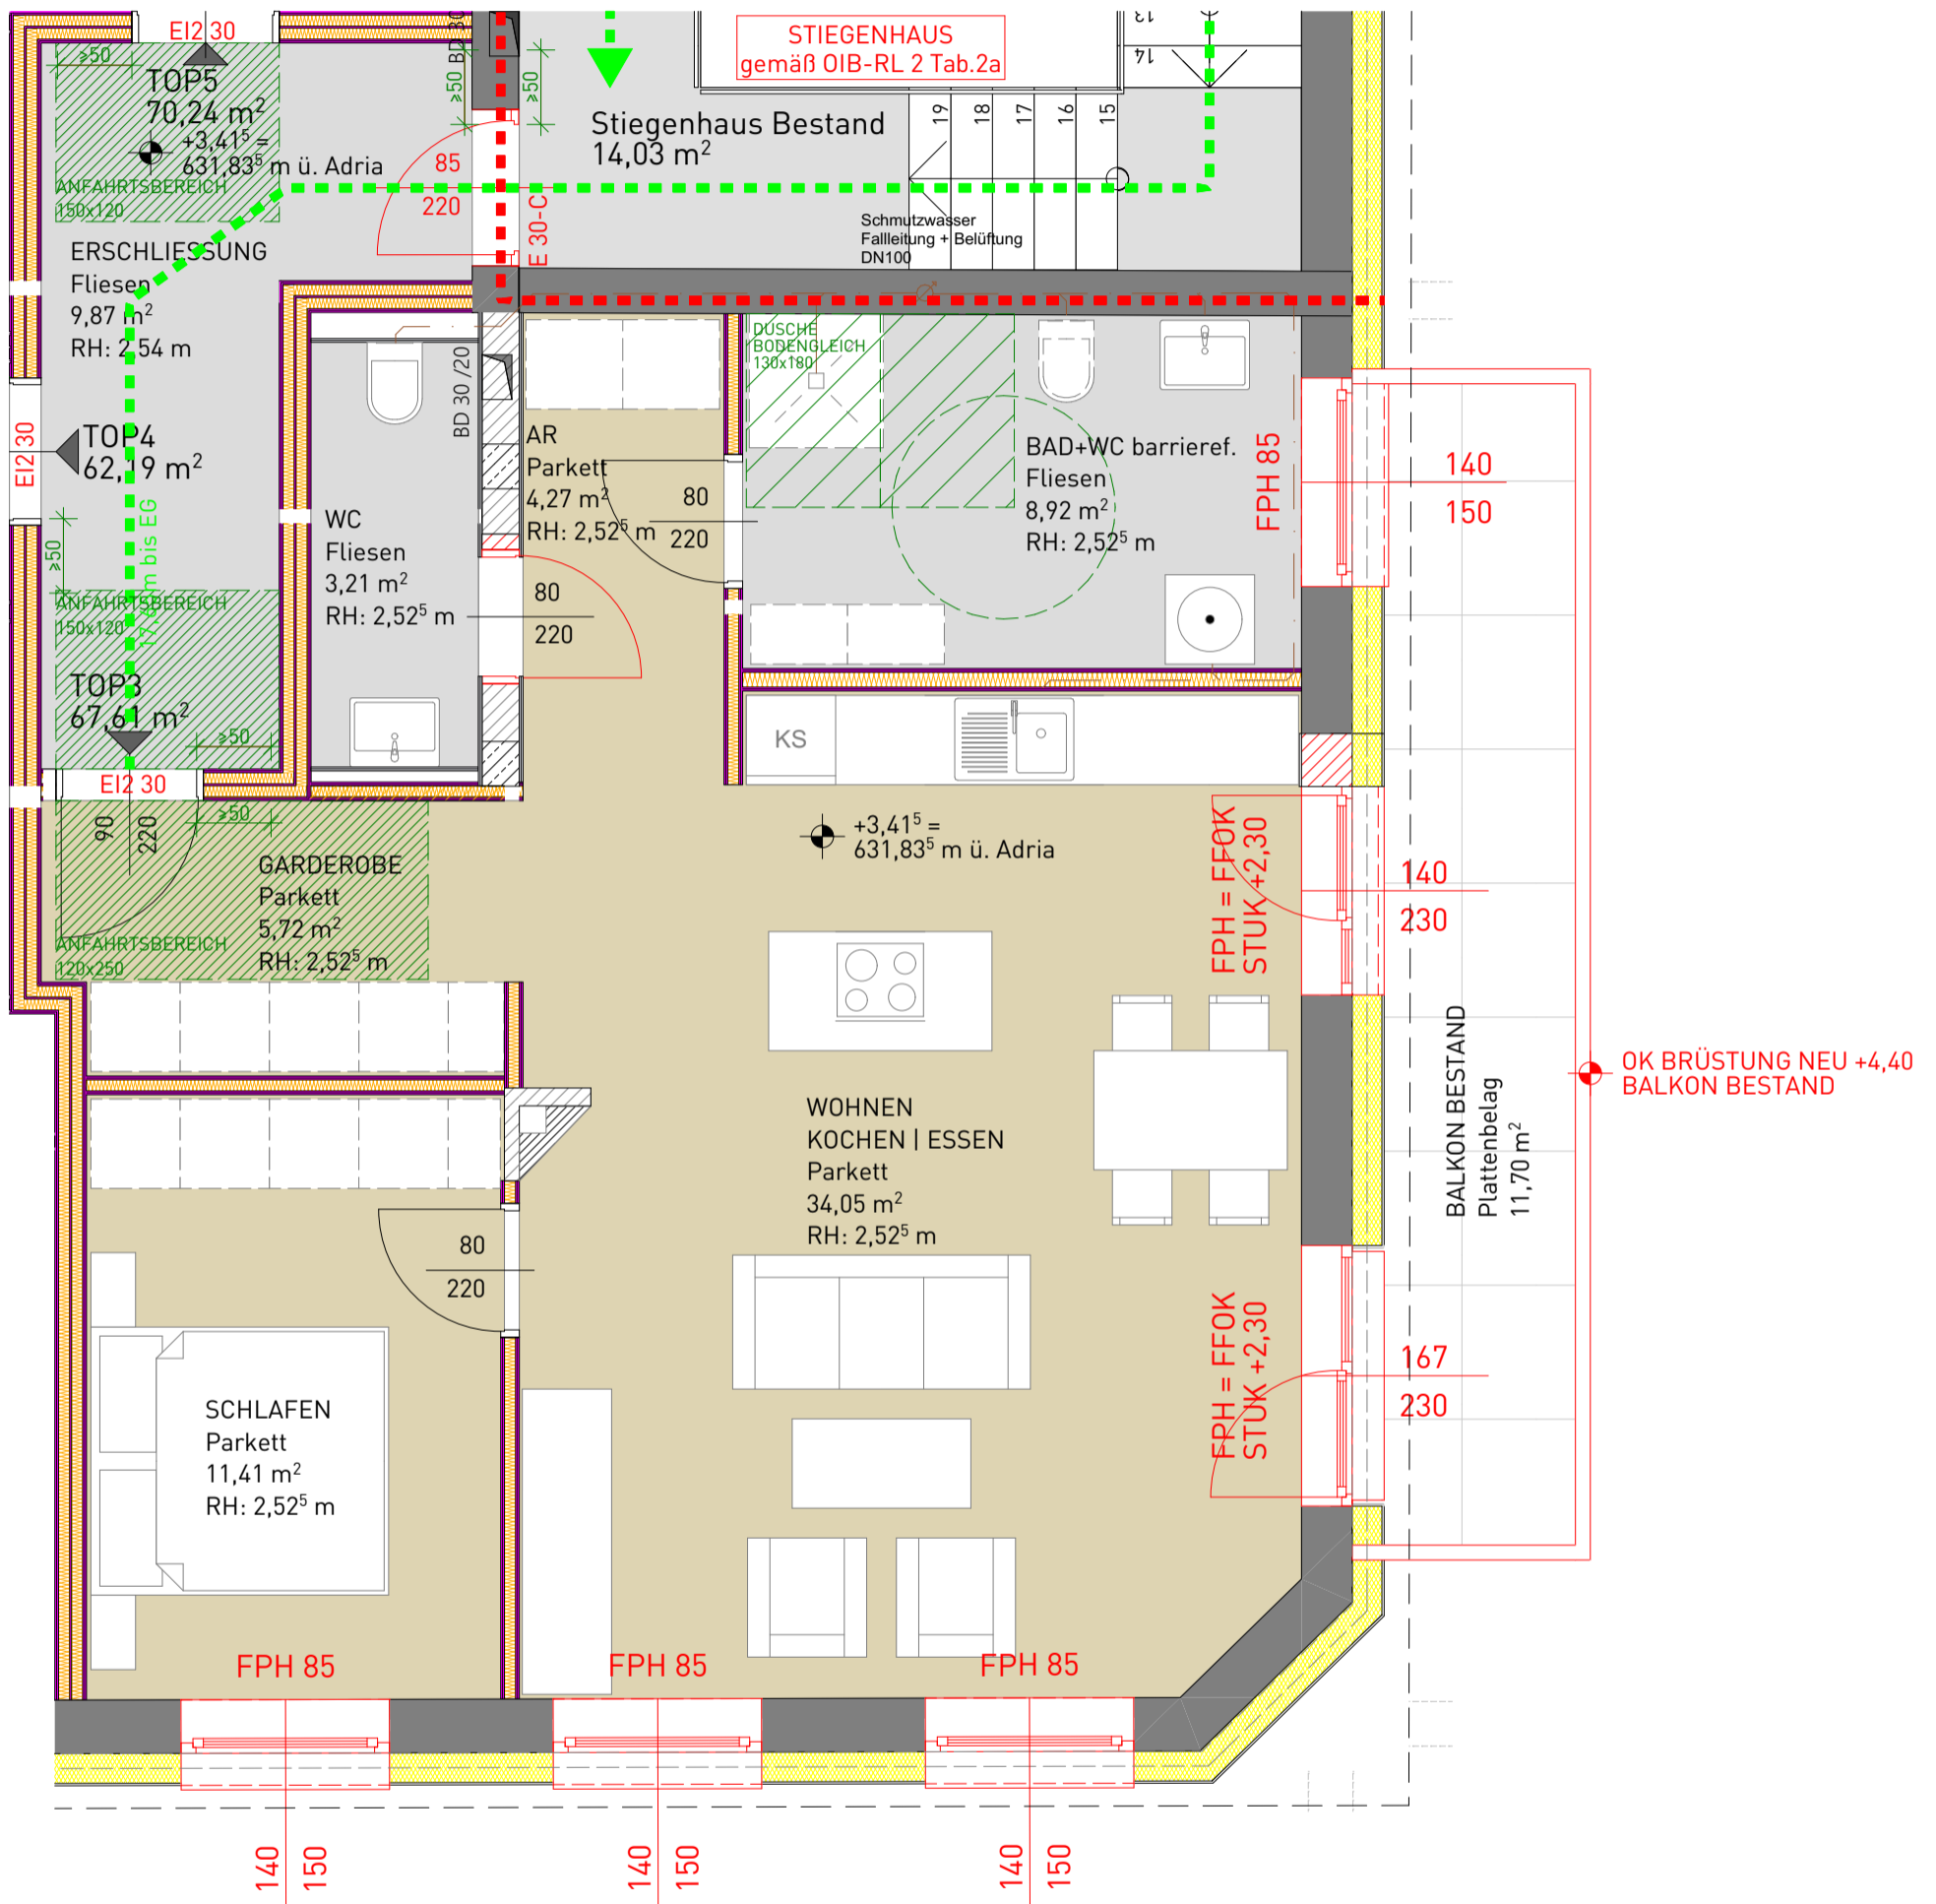 EI2 30
≥50
TOP5
70,24 m²
+3,41⁵ =
631,83⁵ m ü. Adria
ANFAHRTSBEREICH
150x120
ERSCHLIESSUNG
Fliesen
9,87 m²
RH: 2,54 m
EI2 30
TOP4
62,19 m²
≥50
bis EG
ANFAHRTSBEREICH
150x120
TOP3
67,61 m²
≥50
EI2 30
90
220
≥50
≥50
≥50
85
220
E 30-C
STIEGENHAUS
gemäß OIB-RL 2 Tab.2a
Stiegenhaus Bestand
14,03 m²
13
14
19
18
17
16
15
Schmutzwasser
Fallleitung + Belüftung
DN100
BD 30 /20
WC
Fliesen
3,21 m²
RH: 2,52⁵ m
AR
Parkett
4,27 m²
RH: 2,52⁵ m
80
220
80
220
DUSCHE
BODENGLEICH
130x180
BAD+WC barrieref.
Fliesen
8,92 m²
RH: 2,52⁵ m
FPH 85
140
150
KS
+3,41⁵ =
631,83⁵ m ü. Adria
GARDEROBE
Parkett
5,72 m²
RH: 2,52⁵ m
ANFAHRTSBEREICH
120x250
FPH = FFOK
STUK +2,30
140
230
BALKON BESTAND
Plattenbelag
11,70 m²
OK BRÜSTUNG NEU +4,40
BALKON BESTAND
WOHNEN
KOCHEN | ESSEN
Parkett
34,05 m²
RH: 2,52⁵ m
80
220
FPH = FFOK
STUK +2,30
167
230
SCHLAFEN
Parkett
11,41 m²
RH: 2,52⁵ m
FPH 85
FPH 85
FPH 85
140
150
140
150
140
150